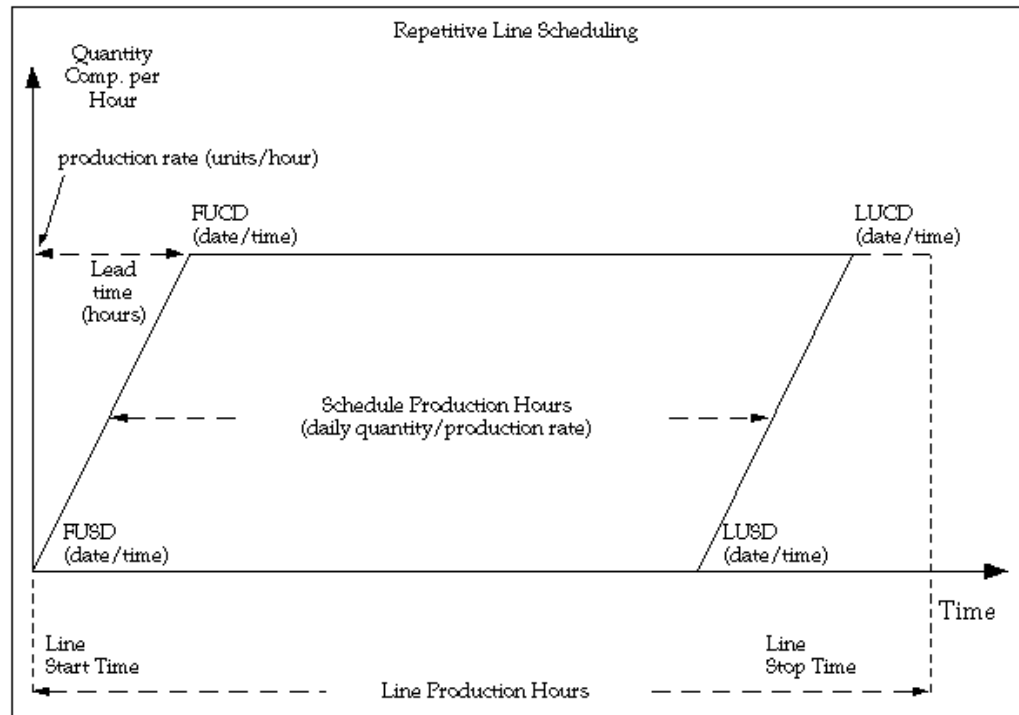 Repetitive Line Scheduling
Quantity
Comp. per
Hour
production rate (units/hour)
FUCD
(date/time)
LUCD
(date/time)
Lead
time
(hours)
Schedule Production Hours
(daily quantity/production rate)
FUSD
(date/time)
LUSD
(date/time)
Time
Line
Start Time
Line
Stop Time
Line Production Hours